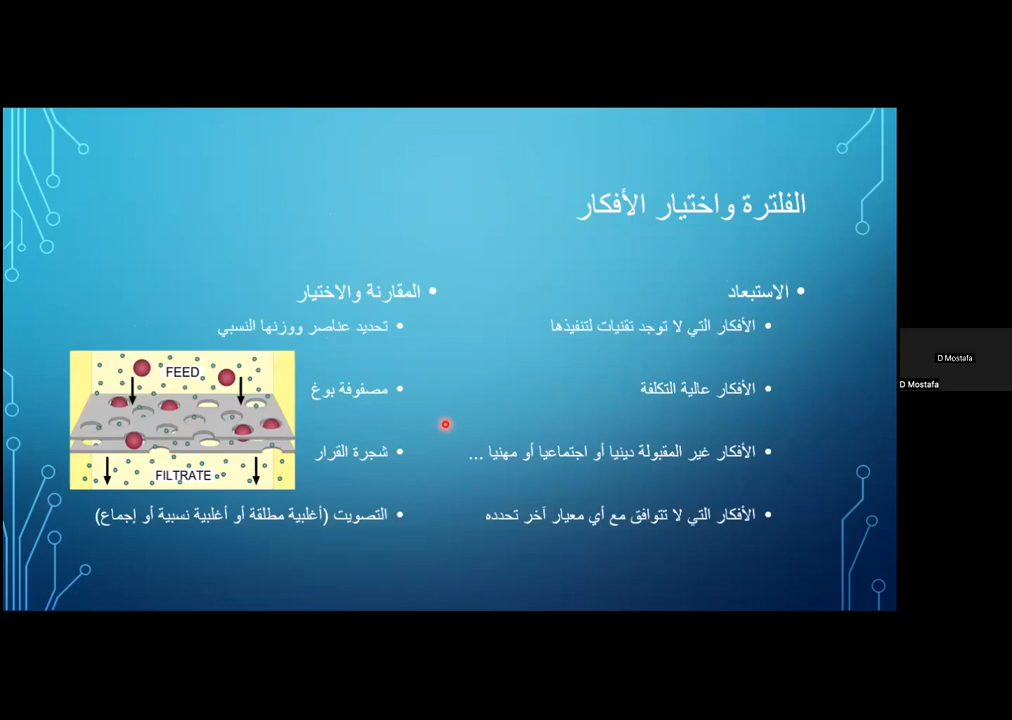 الفلترة واختيار الأفكار
الاستبعاد
الأفكار التي لا توجد تقنيات لتنفيذها
الأفكار عالية التكلفة
الأفكار غير المقبولة دينيا أو اجتماعيا أو مهنيا ...
الأفكار التي لا تتوافق مع أي معيار آخر تحدده
المقارنة والاختيار
تحديد عناصر ووزنها النسبي
مصفوفة بوغ
شجرة القرار
التصويت (أغلبية مطلقة أو أغلبية نسبية أو إجماع)
FEED
FILTRATE
D Mostafa
D Mostafa